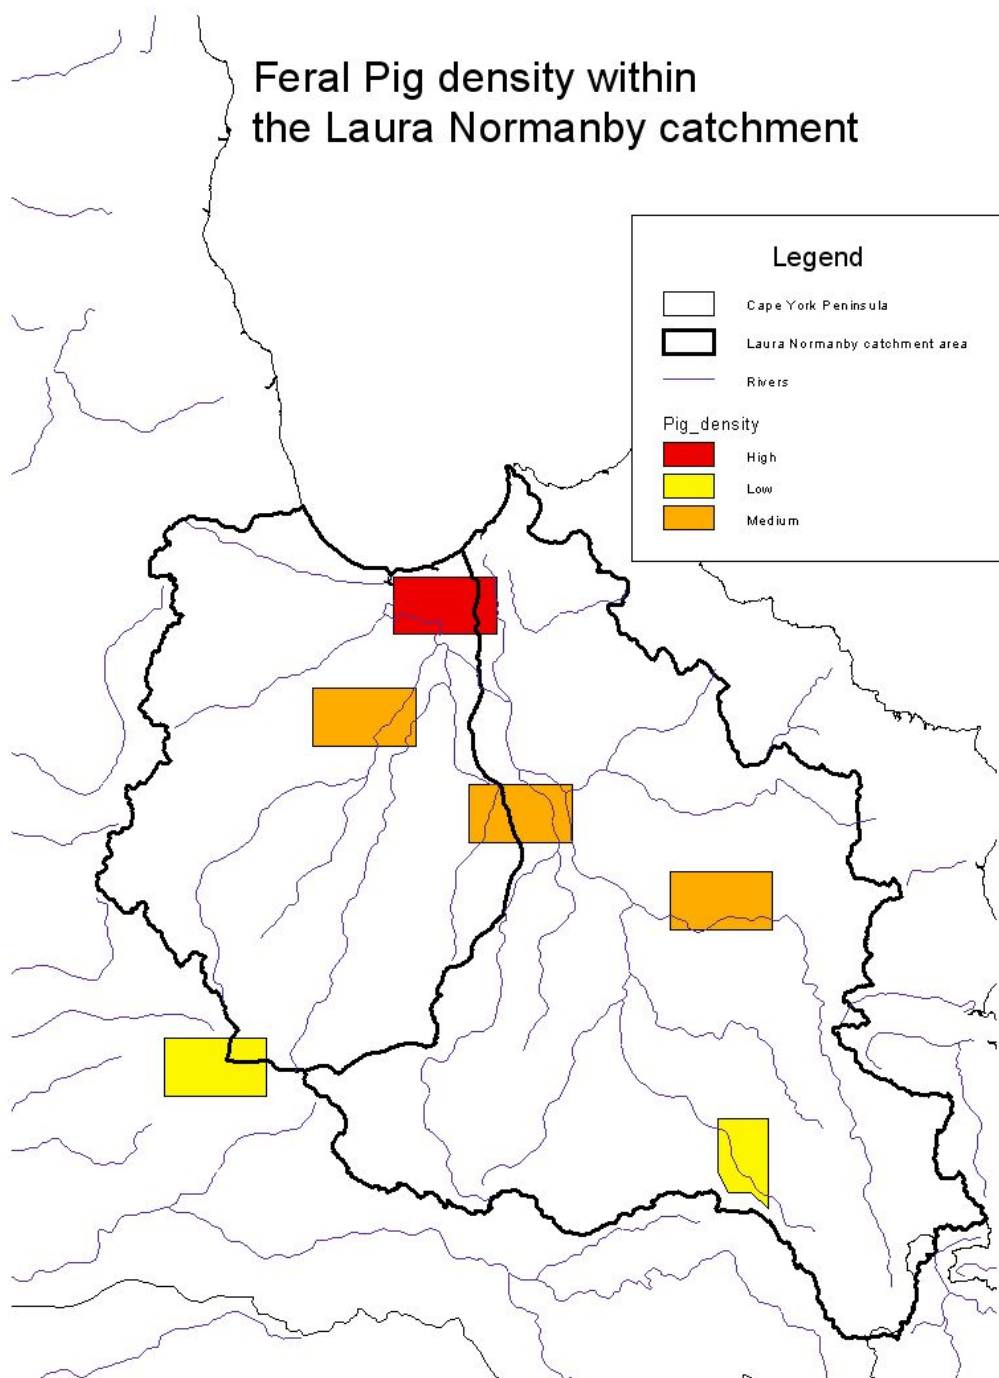 Feral Pig density within
the Laura Normanby catchment
Legend
Cape York Peninsula
Laura Normanby catchment area
Rivers
Pig_density
High
Low
Medium